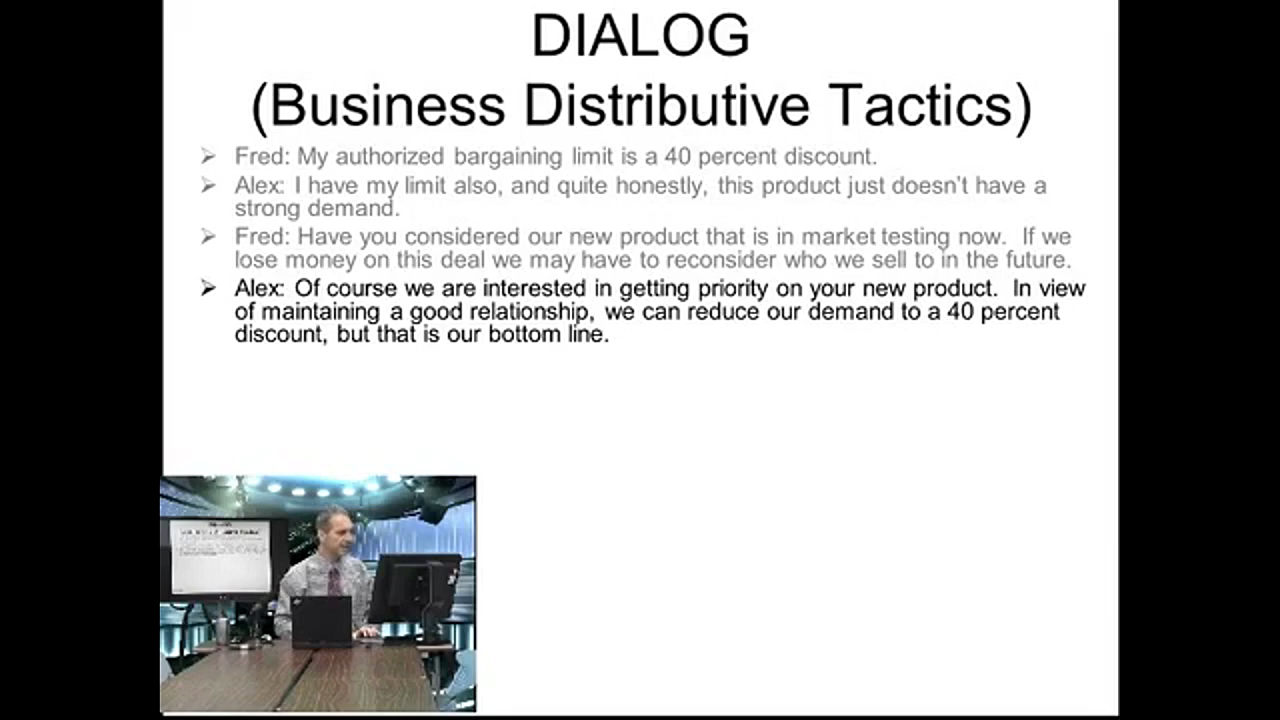 DIALOG
(Business Distributive Tactics)
Fred: My authorized bargaining limit is a 40 percent discount.
Alex: I have my limit also, and quite honestly, this product just doesn't have a
strong demand.
Fred: Have you considered our new product that is in market testing now.  If we
lose money on this deal we may have to reconsider who we sell to in the future.
Alex: Of course we are interested in getting priority on your new product.  In view
of maintaining a good relationship, we can reduce our demand to a 40 percent
discount, but that is our bottom line.